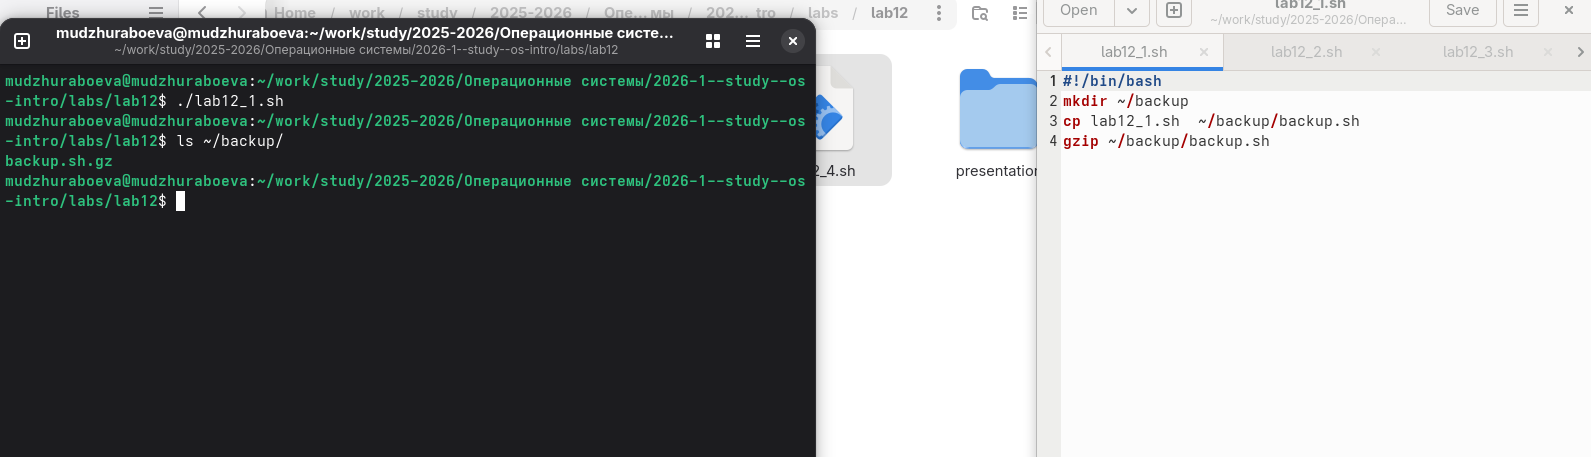 Files
Home / work / study / 2025-2026 / Опе… мы / 202… tro / labs / lab12
mudzhuraboeva@mudzhuraboeva:~/work/study/2025-2026/Операционные систе…
~/work/study/2025-2026/Операционные системы/2026-1--study--os-intro/labs/lab12
mudzhuraboeva@mudzhuraboeva:~/work/study/2025-2026/Операционные системы/2026-1--study--os
-intro/labs/lab12$ ./lab12_1.sh
mudzhuraboeva@mudzhuraboeva:~/work/study/2025-2026/Операционные системы/2026-1--study--os
-intro/labs/lab12$ ls ~/backup/
backup.sh.gz
mudzhuraboeva@mudzhuraboeva:~/work/study/2025-2026/Операционные системы/2026-1--study--os
-intro/labs/lab12$
2_4.sh
presentation
Open
lab12_1.sh
~/work/study/2025-2026/Опера…
Save
lab12_1.sh
lab12_2.sh
lab12_3.sh
1 #!/bin/bash
2 mkdir ~/backup
3 cp lab12_1.sh  ~/backup/backup.sh
4 gzip ~/backup/backup.sh